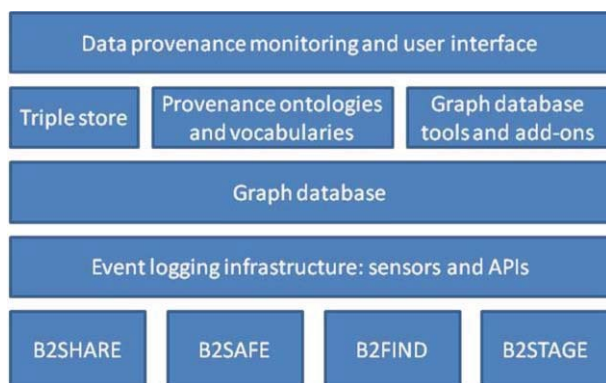 Data provenance monitoring and user interface
Triple store
Provenance ontologies
and vocabularies
Graph database
tools and add-ons
Graph database
Event logging infrastructure: sensors and APIs
B2SHARE
B2SAFE
B2FIND
B2STAGE